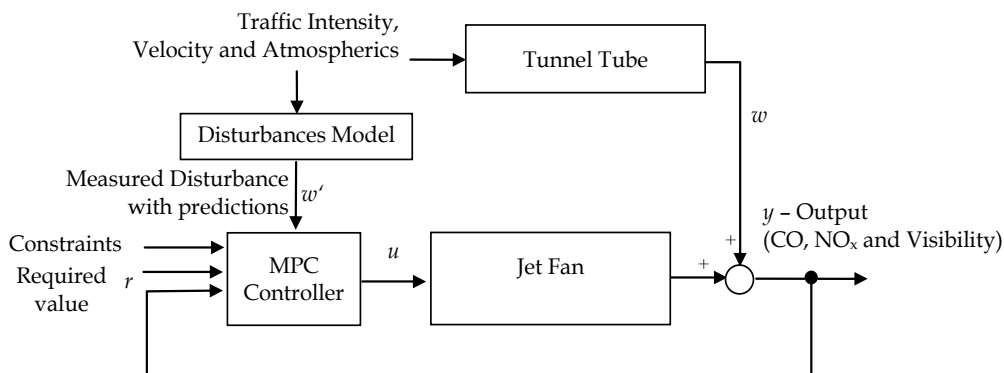 Traffic Intensity,
Velocity and Atmospherics
Tunnel Tube
w
Disturbances Model
Measured Disturbance
with predictions
w‘
y – Output
(CO, NOₓ and Visibility)
Constraints
Required
value
r
MPC
Controller
u
Jet Fan
+
+